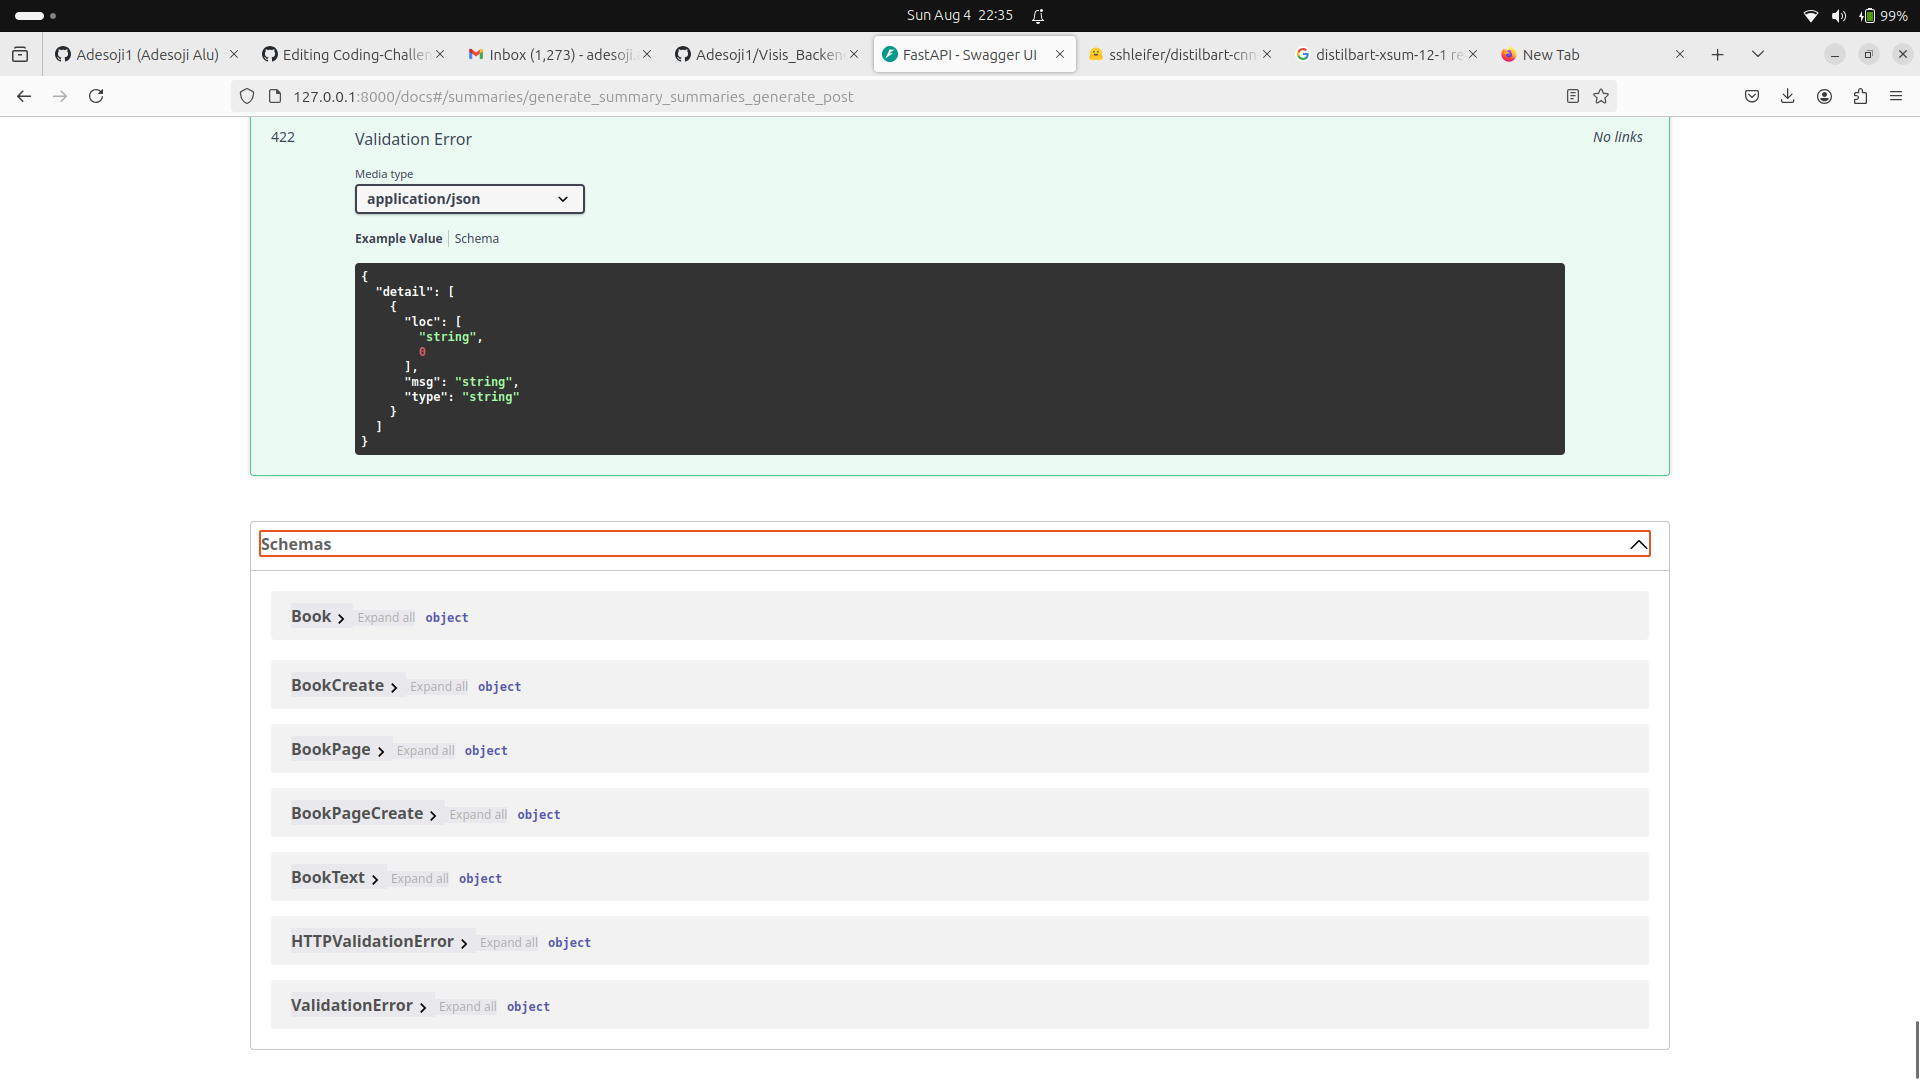 Sun Aug 4 22:35
99%
Adesoji1 (Adesoji Alu)
Editing Coding-Challen
Inbox (1,273) - adesoji.
Adesoji1/Visis_Backen
FastAPI - Swagger UI
sshleifer/distilbart-cnn
distilbart-xsum-12-1 re
New Tab
127.0.0.1:8000/docs#/summaries/generate_summary_summaries_generate_post
422 Validation Error No links
Media type
application/json
Example Value Schema
{
"detail": [
{
"loc": [
"string",
0
],
"msg": "string",
"type": "string"
}
]
}
Schemas
Book Expand all object
BookCreate Expand all object
BookPage Expand all object
BookPageCreate Expand all object
BookText Expand all object
HTTPValidationError Expand all object
ValidationError Expand all object